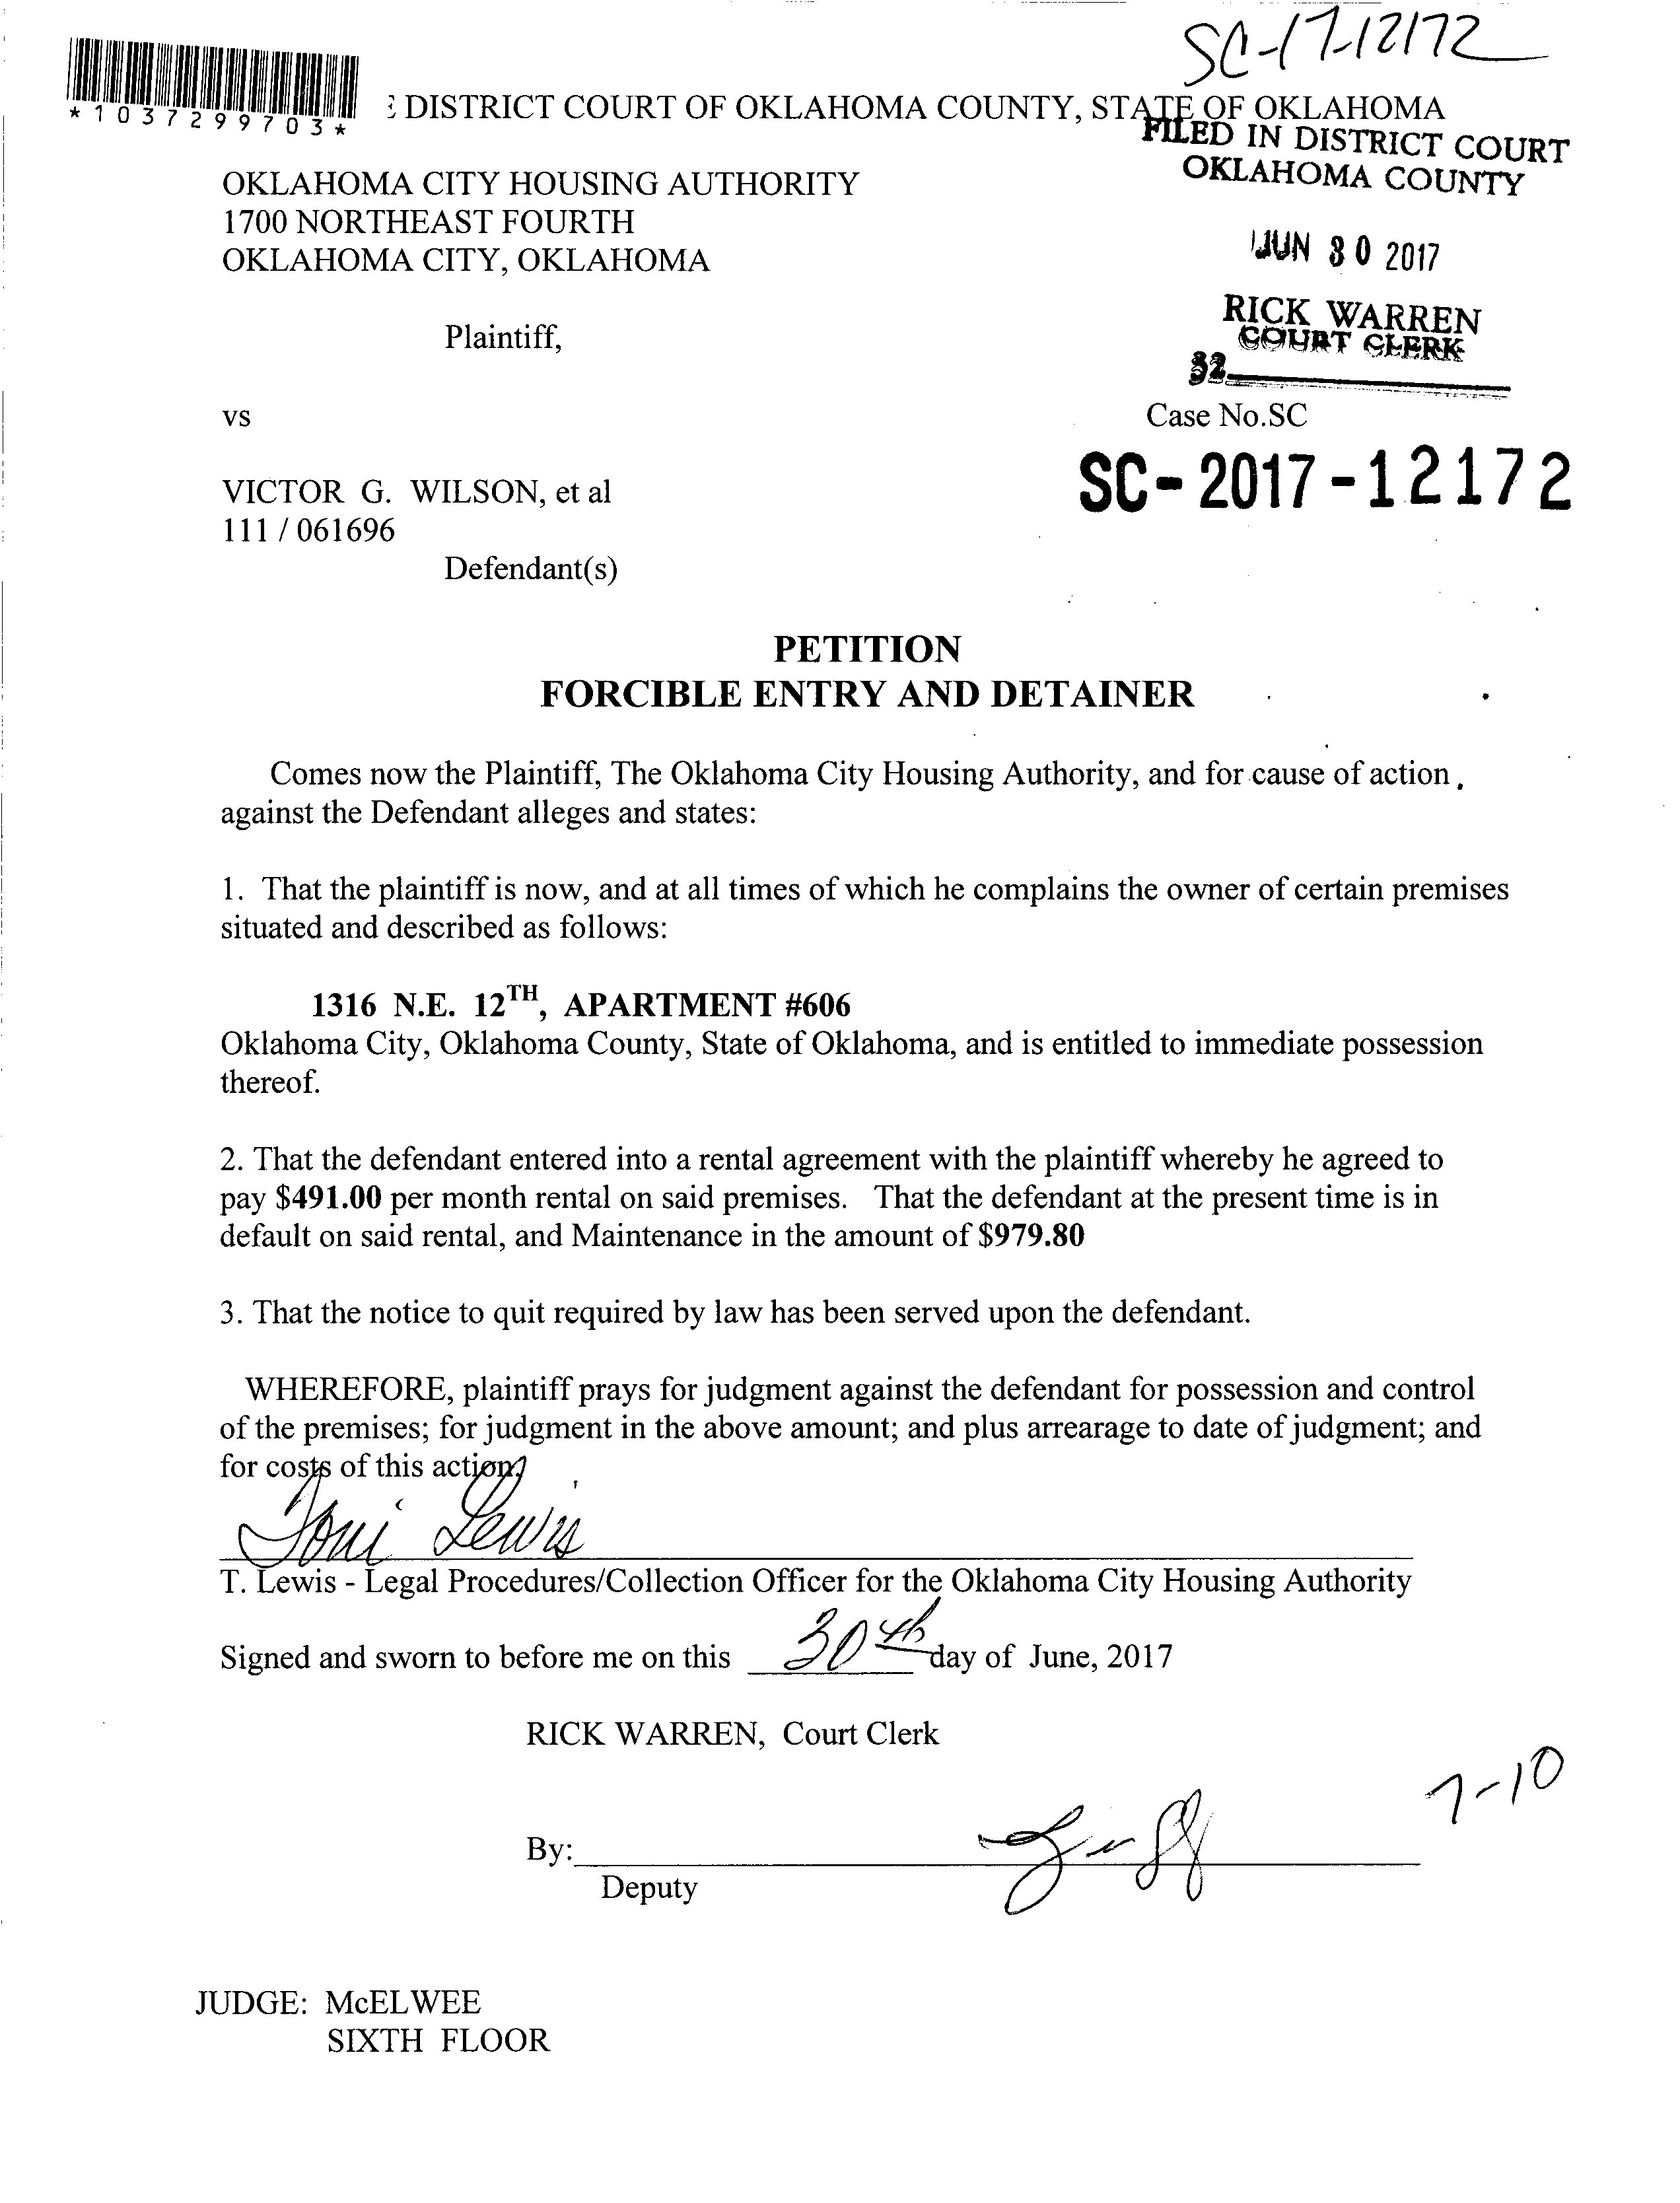 SC-17-12172
*1037299703*
DISTRICT COURT OF OKLAHOMA COUNTY, STATE OF OKLAHOMA
FILED IN DISTRICT COURT
OKLAHOMA COUNTY
OKLAHOMA CITY HOUSING AUTHORITY
1700 NORTHEAST FOURTH
OKLAHOMA CITY, OKLAHOMA
JUN 30 2017
RICK WARREN
COURT CLERK
32
Plaintiff,
vs
Case No.SC
SC-2017-12172
VICTOR G. WILSON, et al
111 / 061696
Defendant(s)
PETITION
FORCIBLE ENTRY AND DETAINER
Comes now the Plaintiff, The Oklahoma City Housing Authority, and for cause of action,
against the Defendant alleges and states:
1. That the plaintiff is now, and at all times of which he complains the owner of certain premises
situated and described as follows:
1316 N.E. 12TH, APARTMENT #606
Oklahoma City, Oklahoma County, State of Oklahoma, and is entitled to immediate possession
thereof.
2. That the defendant entered into a rental agreement with the plaintiff whereby he agreed to
pay $491.00 per month rental on said premises. That the defendant at the present time is in
default on said rental, and Maintenance in the amount of $979.80
3. That the notice to quit required by law has been served upon the defendant.
WHEREFORE, plaintiff prays for judgment against the defendant for possession and control
of the premises; for judgment in the above amount; and plus arrearage to date of judgment; and
for costs of this action.
Toni Lewis
T. Lewis - Legal Procedures/Collection Officer for the Oklahoma City Housing Authority
Signed and sworn to before me on this 30th day of June, 2017
RICK WARREN, Court Clerk
7-10
By:
Deputy
JUDGE: McELWEE
SIXTH FLOOR